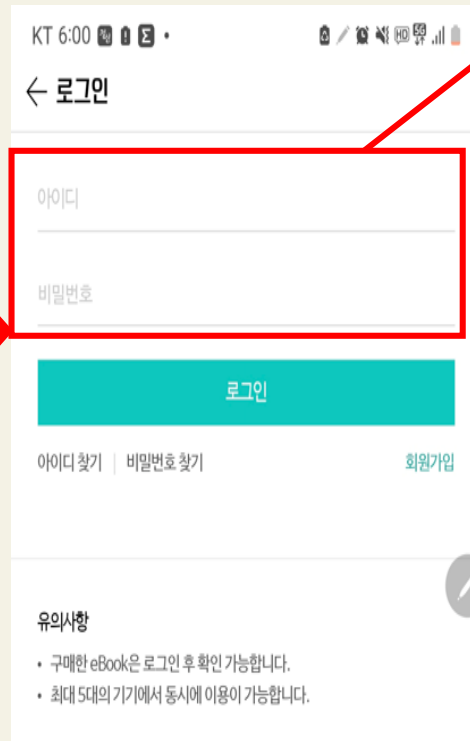 KT 6:00
HD 5G
← 로그인
아이디
비밀번호
로그인
아이디 찾기 | 비밀번호 찾기 회원가입
유의사항
• 구매한 eBook은 로그인 후 확인 가능합니다.
• 최대 5대의 기기에서 동시에 이용이 가능합니다.